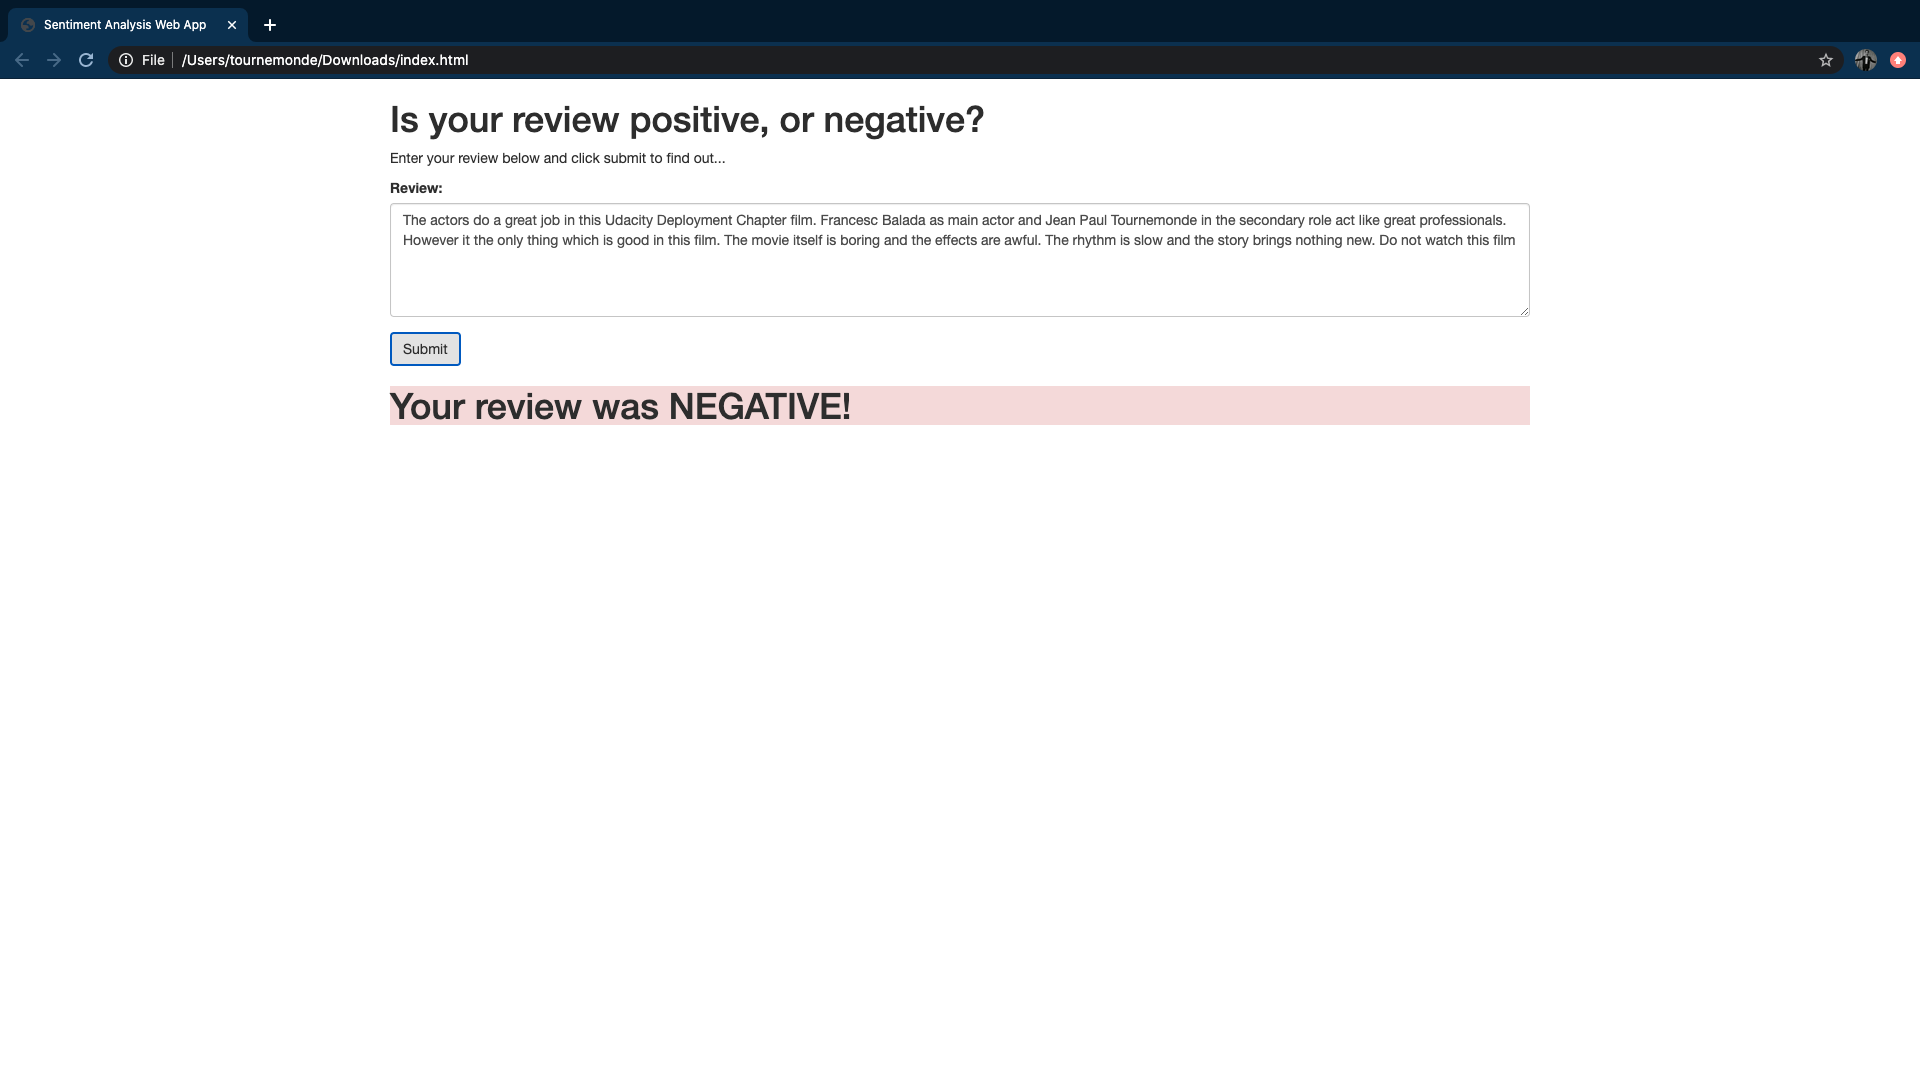 Sentiment Analysis Web App
File /Users/tournemonde/Downloads/index.html
Is your review positive, or negative?
Enter your review below and click submit to find out...
Review:
The actors do a great job in this Udacity Deployment Chapter film. Francesc Balada as main actor and Jean Paul Tournemonde in the secondary role act like great professionals.
However it the only thing which is good in this film. The movie itself is boring and the effects are awful. The rhythm is slow and the story brings nothing new. Do not watch this film
Submit
Your review was NEGATIVE!